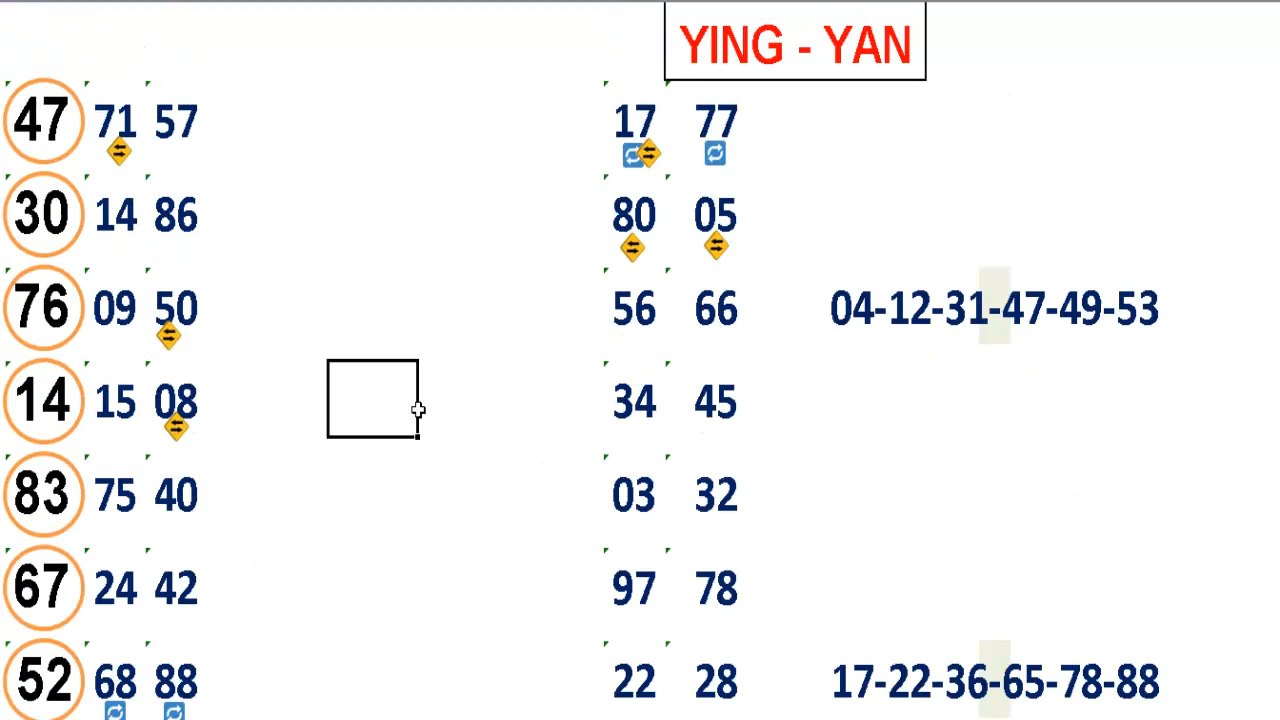 YING - YAN
47 71 57 17 77
30 14 86 80 05
76 09 50 56 66 04-12-31-47-49-53
14 15 08 34 45
83 75 40 03 32
67 24 42 97 78
52 68 88 22 28 17-22-36-65-78-88